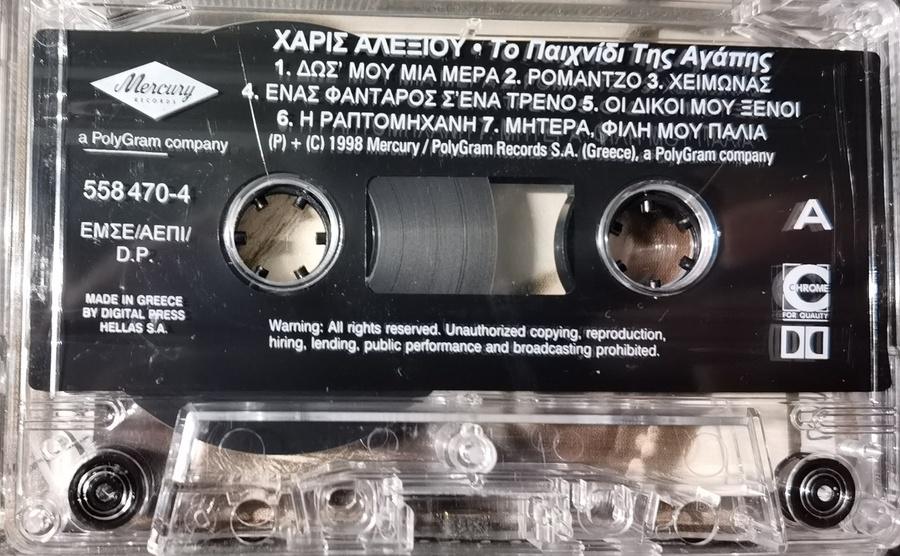 ΧΑΡΙΣ ΑΛΕΞΙΟΥ • Το Παιχνίδι Της Αγάπης
1. ΔΩΣ' ΜΟΥ ΜΙΑ ΜΕΡΑ 2. ΡΟΜΑΝΤΖΟ 3. ΧΕΙΜΩΝΑΣ
4. ΕΝΑΣ ΦΑΝΤΑΡΟΣ Σ'ΕΝΑ ΤΡΕΝΟ 5. ΟΙ ΔΙΚΟΙ ΜΟΥ ΞΕΝΟΙ
6. Η ΡΑΠΤΟΜΗΧΑΝΗ 7. ΜΗΤΕΡΑ, ΦΙΛΗ ΜΟΥ ΠΑΛΙΑ
(P) + (C) 1998 Mercury / PolyGram Records S.A. (Greece), a PolyGram company
Mercury
RECORDS
a PolyGram company
558 470-4
ΕΜΣΕ/ΑΕΠΙ/
D.P.
MADE IN GREECE
BY DIGITAL PRESS
HELLAS S.A.
A
CHROME
FOR QUALITY
Warning: All rights reserved. Unauthorized copying, reproduction,
hiring, lending, public performance and broadcasting prohibited.